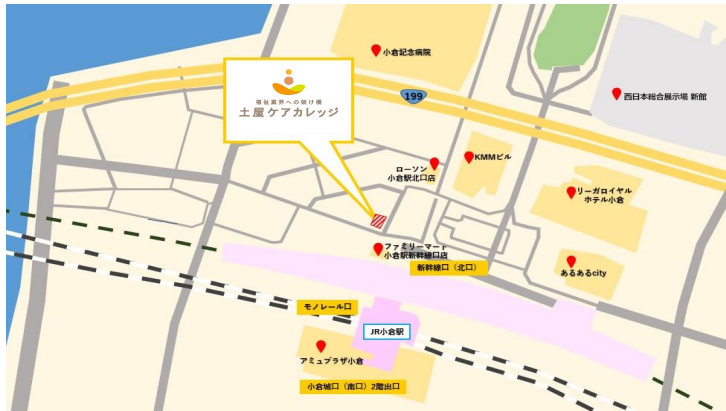 小倉記念病院
199
西日本総合展示場 新館
福祉業界への架け橋
土屋ケアカレッジ
KMMビル
ローソン
小倉駅北口店
リーガロイヤル
ホテル小倉
ファミリーマート
小倉駅新幹線口店
新幹線口（北口）
あるあるcity
モノレール口
JR小倉駅
アミュプラザ小倉
小倉城口（南口）2階出口